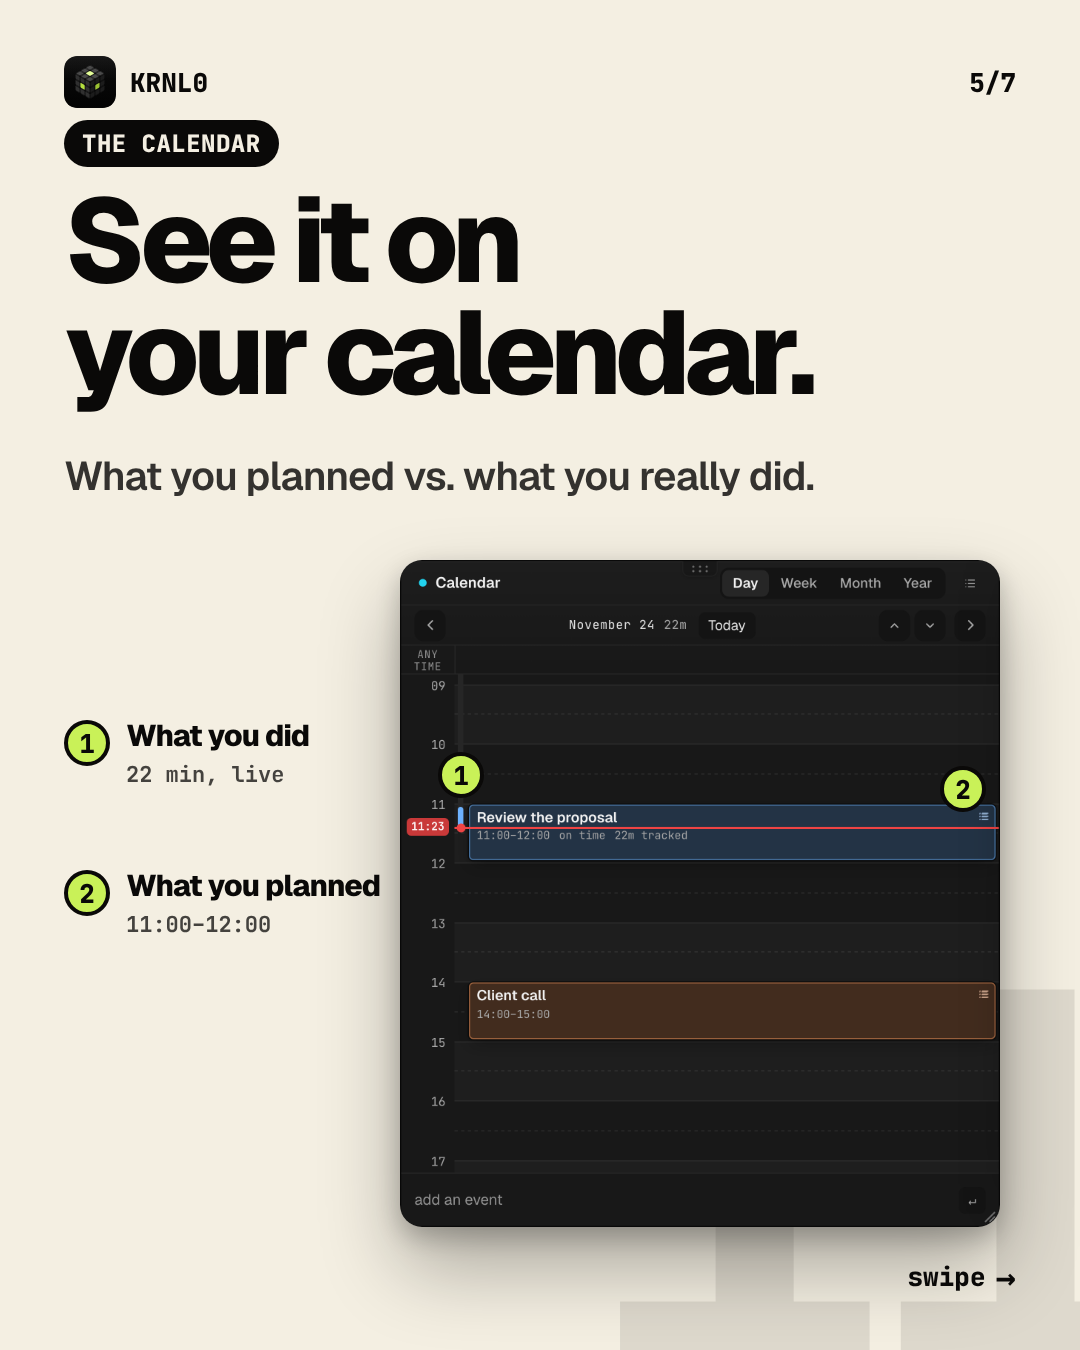 KRNL0
5/7
THE CALENDAR
See it on
your calendar.
What you planned vs. what you really did.
Calendar
Day Week Month Year
November 24 22m Today
ANY
TIME
09
10
11
Review the proposal
11:23
11:00–12:00 on time 22m tracked
12
13
14
Client call
14:00–15:00
15
16
17
add an event
1
2
1 What you did
22 min, live
2 What you planned
11:00–12:00
swipe →